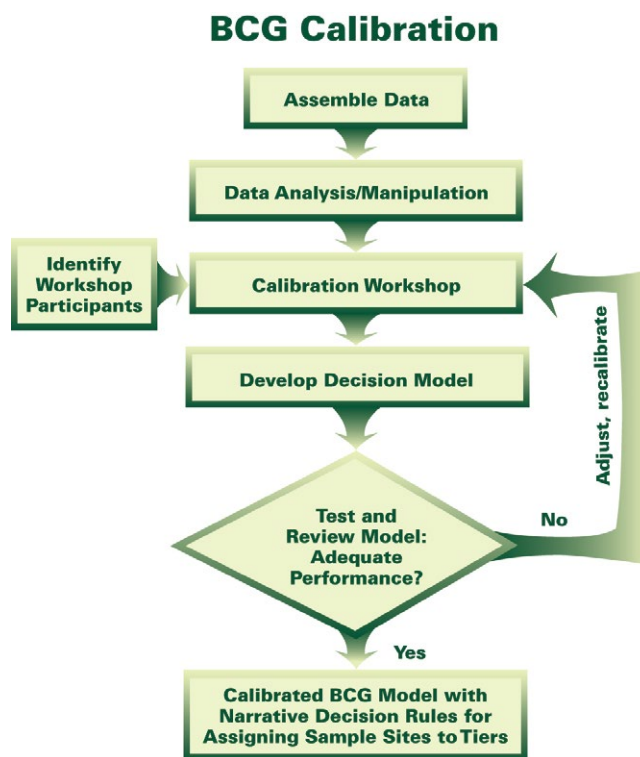 BCG Calibration
Assemble Data
Data Analysis/Manipulation
Identify
Workshop
Participants
Calibration Workshop
Develop Decision Model
Adjust, recalibrate
Test and
Review Model:
Adequate
Performance?
No
Yes
Calibrated BCG Model with
Narrative Decision Rules for
Assigning Sample Sites to Tiers